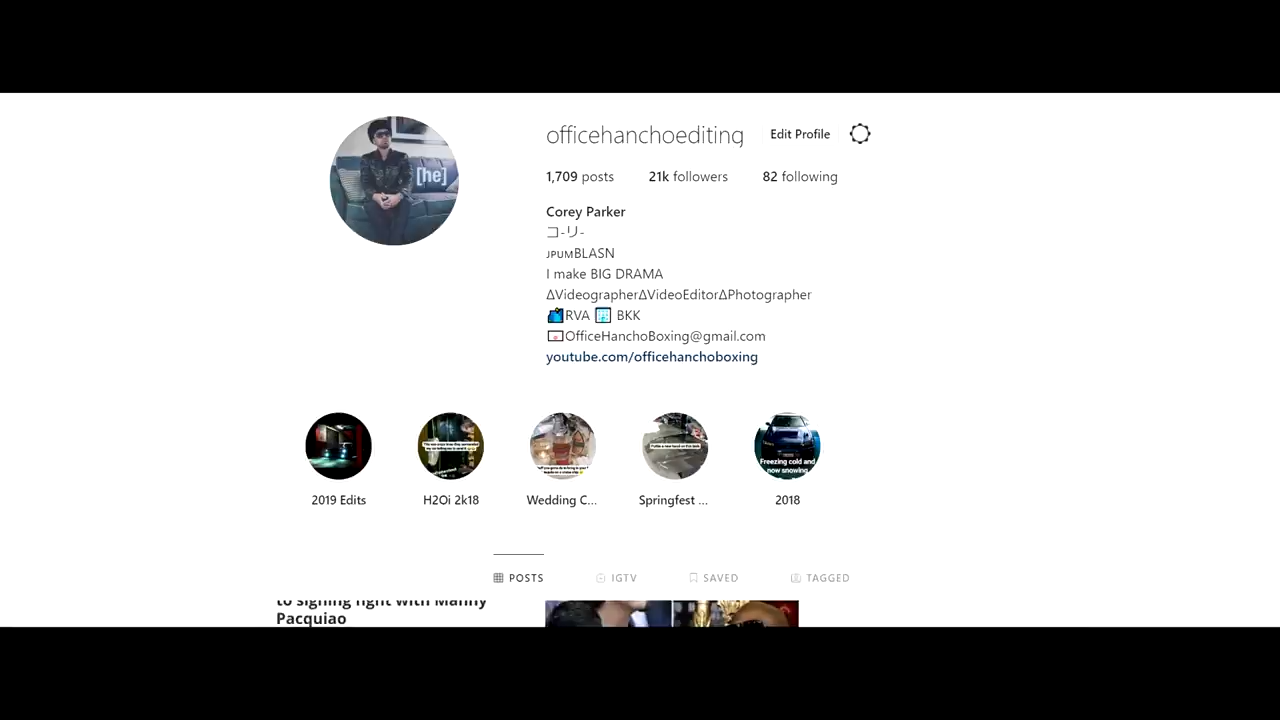 officehanchoediting Edit Profile
1,709 posts 21k followers 82 following
[he]
Corey Parker
コ-リ-
ᴊᴘᴜᴍBLASN
I make BIG DRAMA
ΔVideographerΔVideoEditorΔPhotographer
RVA BKK
OfficeHanchoBoxing@gmail.com
youtube.com/officehanchoboxing
Freezing cold and
now snowing
2019 Edits H2Oi 2k18 Wedding C... Springfest ... 2018
POSTS IGTV SAVED TAGGED
to signing fight with Manny
Pacquiao